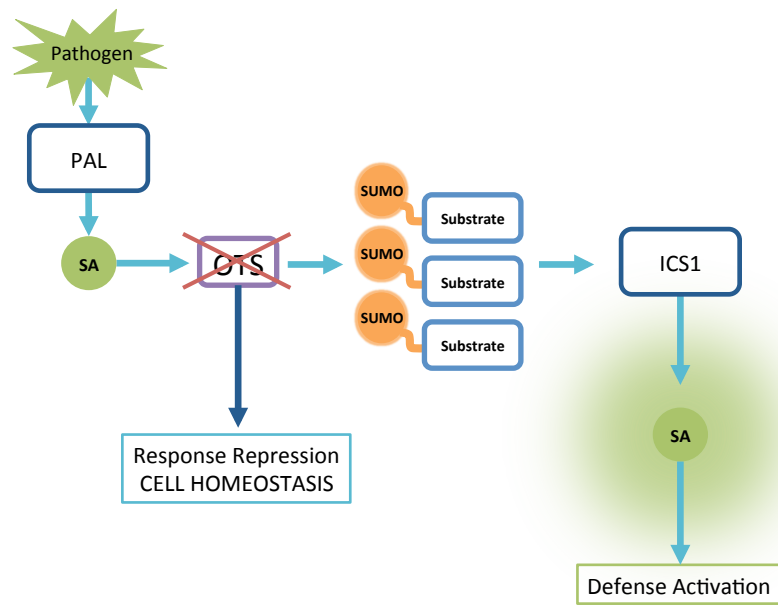 Pathogen
PAL
SA
OTS
SUMO
Substrate
SUMO
Substrate
SUMO
Substrate
ICS1
SA
Response Repression
CELL HOMEOSTASIS
Defense Activation